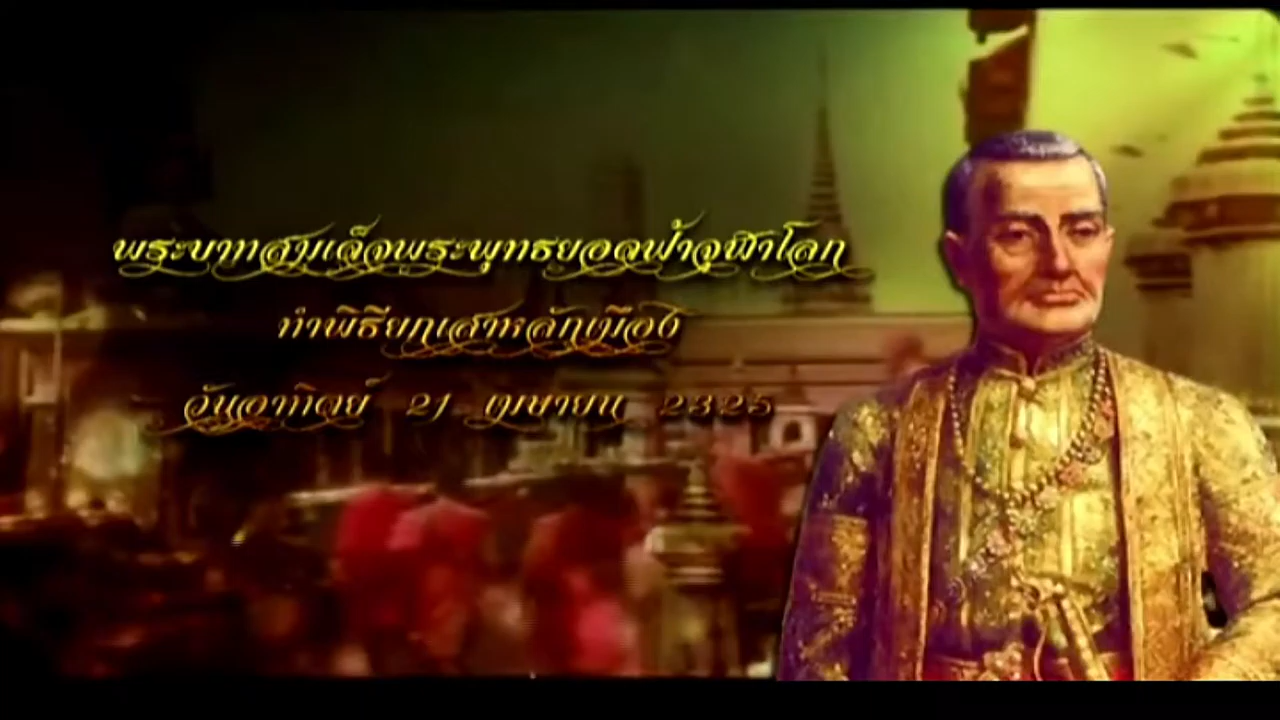 พระบาทสมเด็จพระพุทธยอดฟ้าจุฬาโลก
ทำพิธียกเสาหลักเมือง
วันอาทิตย์ 21 เมษายน 2325